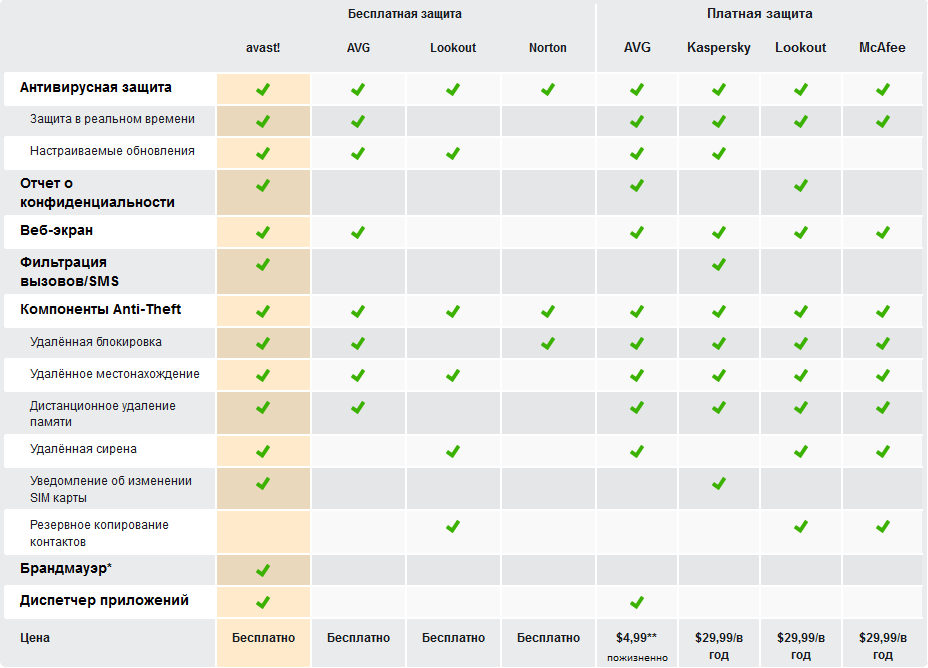 Бесплатная защита Платная защита
avast! AVG Lookout Norton AVG Kaspersky Lookout McAfee
Антивирусная защита
Защита в реальном времени
Настраиваемые обновления
Отчет о
конфиденциальности
Веб-экран
Фильтрация
вызовов/SMS
Компоненты Anti-Theft
Удалённая блокировка
Удалённое местонахождение
Дистанционное удаление
памяти
Удалённая сирена
Уведомление об изменении
SIM карты
Резервное копирование
контактов
Брандмауэр*
Диспетчер приложений
Цена Бесплатно Бесплатно Бесплатно Бесплатно $4,99** $29,99/в $29,99/в $29,99/в
пожизненно год год год